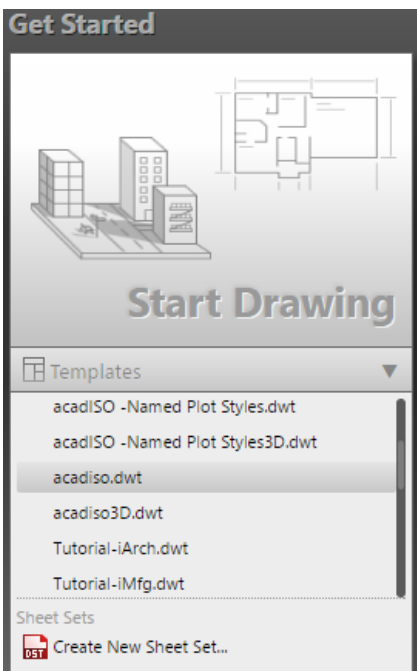 Get Started
Start Drawing
Templates
acadISO -Named Plot Styles.dwt
acadISO -Named Plot Styles3D.dwt
acadiso.dwt
acadiso3D.dwt
Tutorial-iArch.dwt
Tutorial-iMfg.dwt
Sheet Sets
DST
Create New Sheet Set...